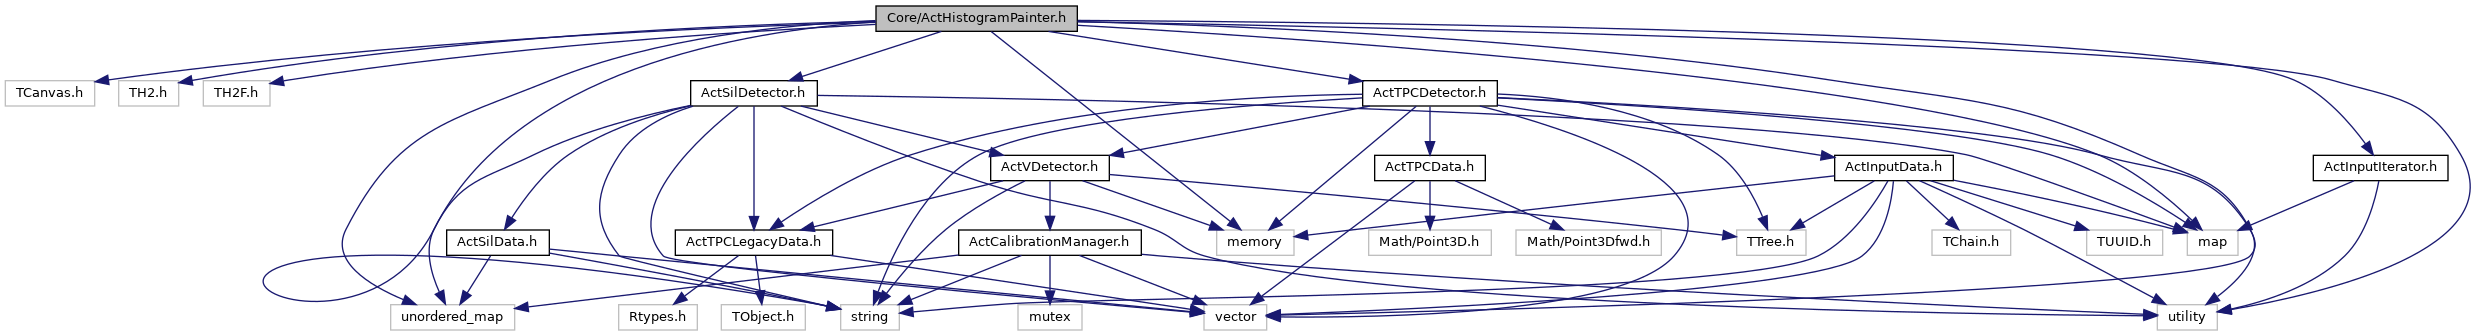 Core/ActHistogramPainter.h
TCanvas.h
TH2.h
TH2F.h
ActSilDetector.h
ActTPCDetector.h
ActVDetector.h
ActTPCData.h
ActInputData.h
ActInputIterator.h
ActSilData.h
ActTPCLegacyData.h
ActCalibrationManager.h
memory
Math/Point3D.h
Math/Point3Dfwd.h
TTree.h
TChain.h
TUUID.h
map
unordered_map
Rtypes.h
TObject.h
string
mutex
vector
utility